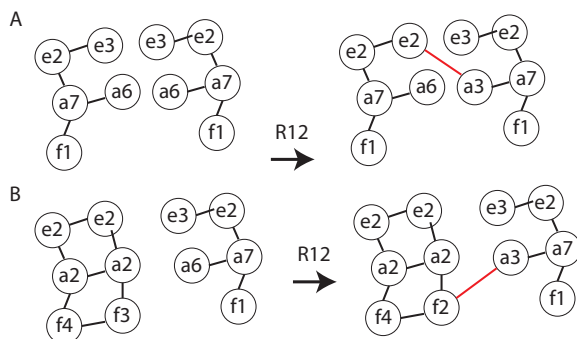 A
e2 e3 e3 e2 e2 e2 e3 e2
a7 a6 a6 a7 a7 a6 a3 a7
f1 f1 R12 f1 f1
B
e2 e2 e3 e2 R12 e2 e2 e3 e2
a2 a2 a6 a7 a2 a2 a3 a7
f4 f3 f1 f4 f2 f1